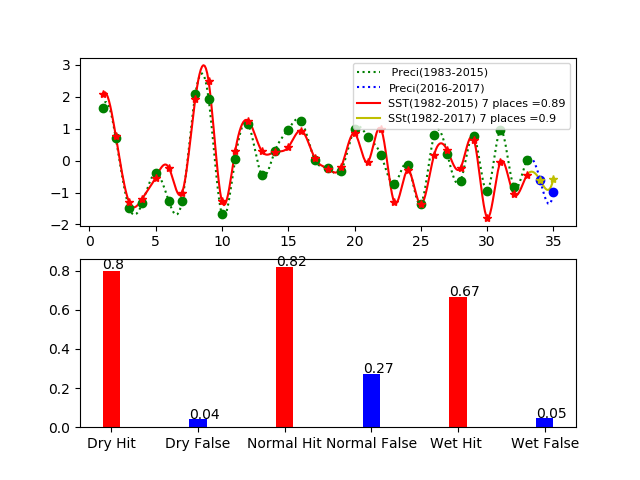 3
2
1
0
−1
−2
Preci(1983-2015)
Preci(2016-2017)
SST(1982-2015) 7 places =0.89
SSt(1982-2017) 7 places =0.9
0 5 10 15 20 25 30 35
0.8
0.6
0.4
0.2
0.0
0.8
0.04
0.82
0.27
0.67
0.05
Dry Hit Dry False Normal Hit Normal False Wet Hit Wet False